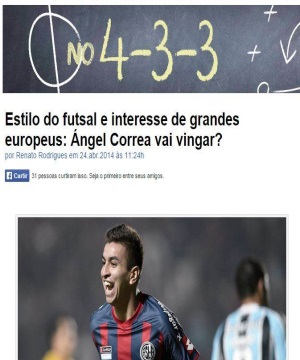 NO 4-3-3
Estilo do futsal e interesse de grandes
europeus: Ángel Correa vai vingar?
por Renato Rodrigues em 24.abr.2014 às 11:24h
Curtir 31 pessoas curtiram isso. Seja o primeiro entre seus amigos.